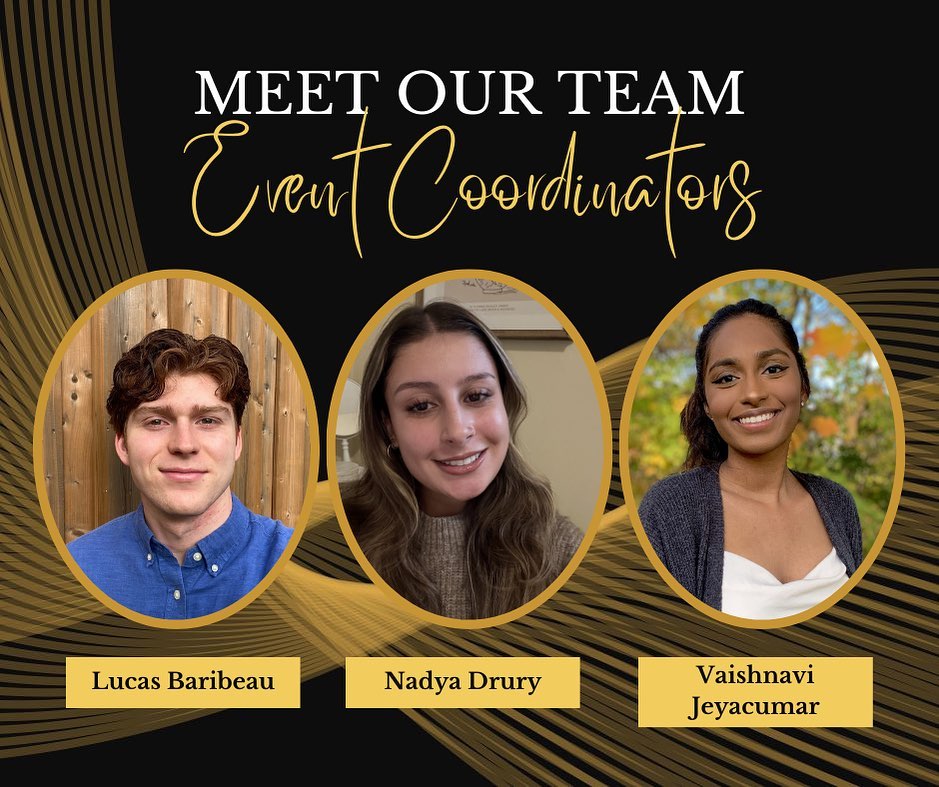 MEET OUR TEAM
Event Coordinators
Lucas Baribeau
Nadya Drury
Vaishnavi
Jeyacumar